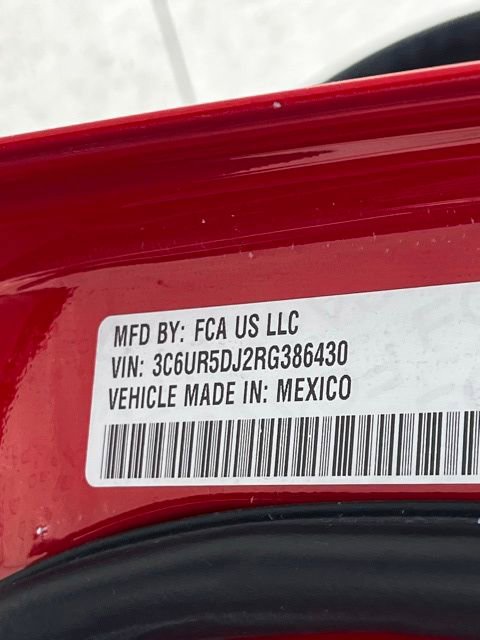 MFD BY: FCA US LLC
VIN: 3C6UR5DJ2RG386430
VEHICLE MADE IN: MEXICO